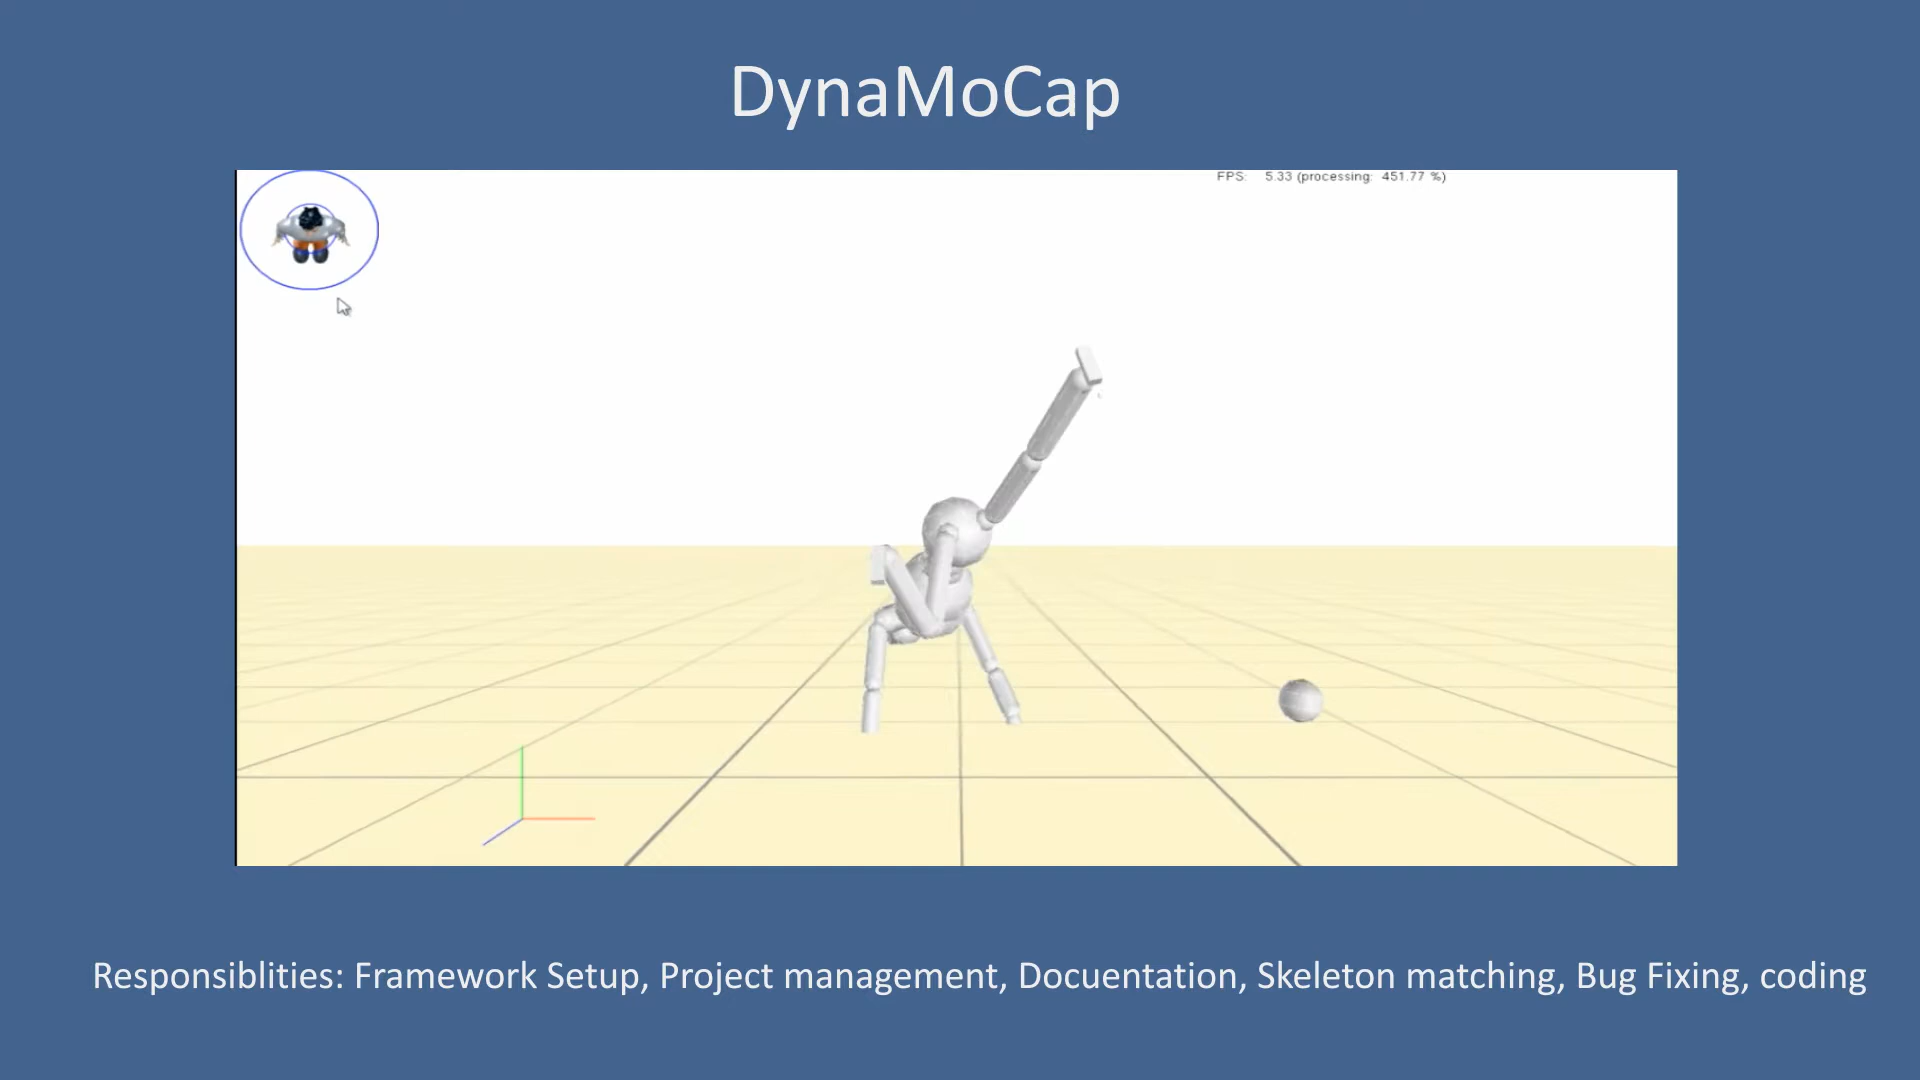 DynaMoCap
FPS: 5.33 (processing: 451.77 %)
Responsiblities: Framework Setup, Project management, Docuentation, Skeleton matching, Bug Fixing, coding